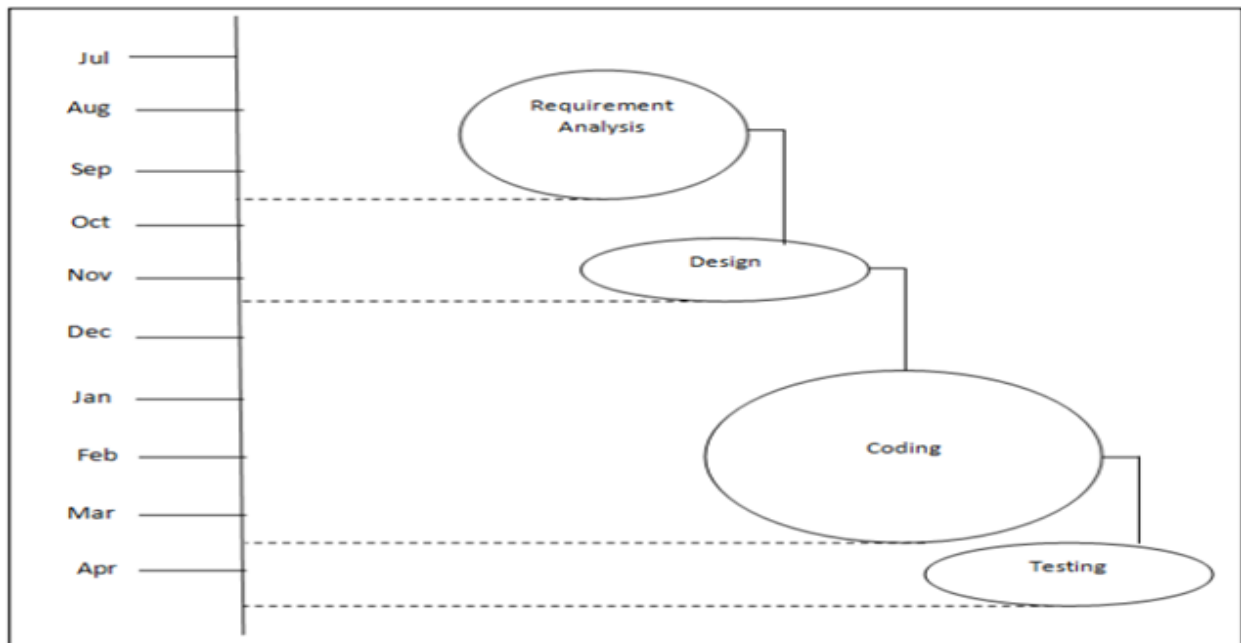 Jul
Aug
Sep
Oct
Nov
Dec
Jan
Feb
Mar
Apr
Requirement
Analysis
Design
Coding
Testing